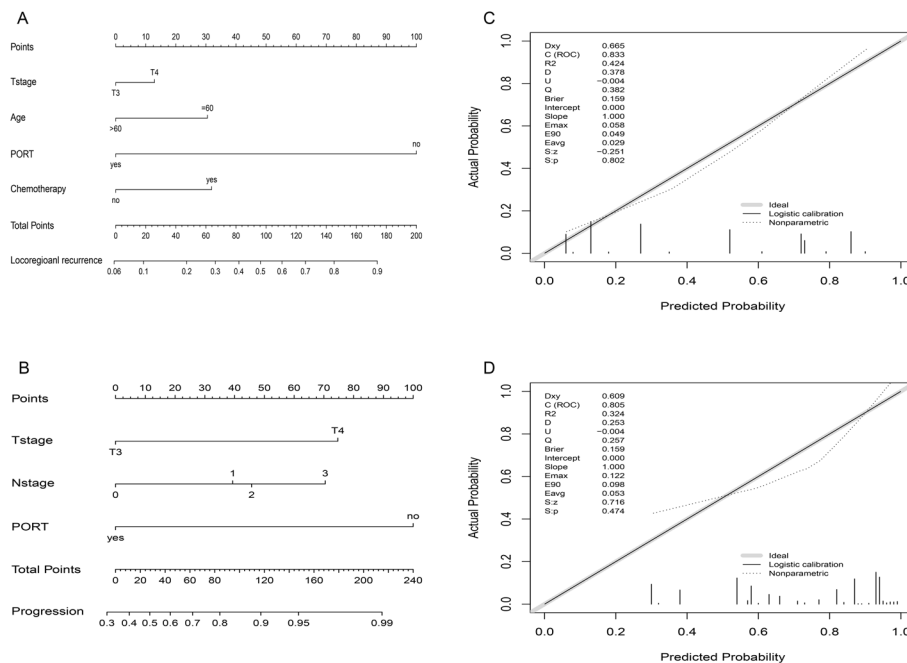 A
Points
0 10 20 30 40 50 60 70 80 90 100
Tstage
T4
T3
Age
=60
>60
PORT
no
yes
Chemotherapy
yes
no
Total Points
0 20 40 60 80 100 120 140 160 180 200
Locoregioanl recurrence
0.06 0.1 0.2 0.3 0.4 0.5 0.6 0.7 0.8 0.9
B
Points
0 10 20 30 40 50 60 70 80 90 100
Tstage
T4
T3
Nstage
1 3
0 2
PORT
no
yes
Total Points
0 20 40 60 80 100 120 140 160 180 200 240
Progression
0.3 0.4 0.5 0.6 0.7 0.8 0.9 0.95 0.99
C
Actual Probability
1.0
0.8
0.6
0.4
0.2
0.0
Dxy 0.665
C (ROC) 0.833
R2 0.424
D 0.378
U −0.004
Q 0.382
Brier 0.159
Intercept 0.000
Slope 1.000
Emax 0.058
E90 0.049
Eavg 0.029
S:z −0.251
S:p 0.802
Ideal
Logistic calibration
Nonparametric
0.0 0.2 0.4 0.6 0.8 1.0
Predicted Probability
D
Actual Probability
1.0
0.8
0.6
0.4
0.2
0.0
Dxy 0.609
C (ROC) 0.805
R2 0.324
D 0.253
U −0.004
Q 0.257
Brier 0.159
Intercept 0.000
Slope 1.000
Emax 0.122
E90 0.098
Eavg 0.053
S:z 0.716
S:p 0.474
Ideal
Logistic calibration
Nonparametric
0.0 0.2 0.4 0.6 0.8 1.0
Predicted Probability